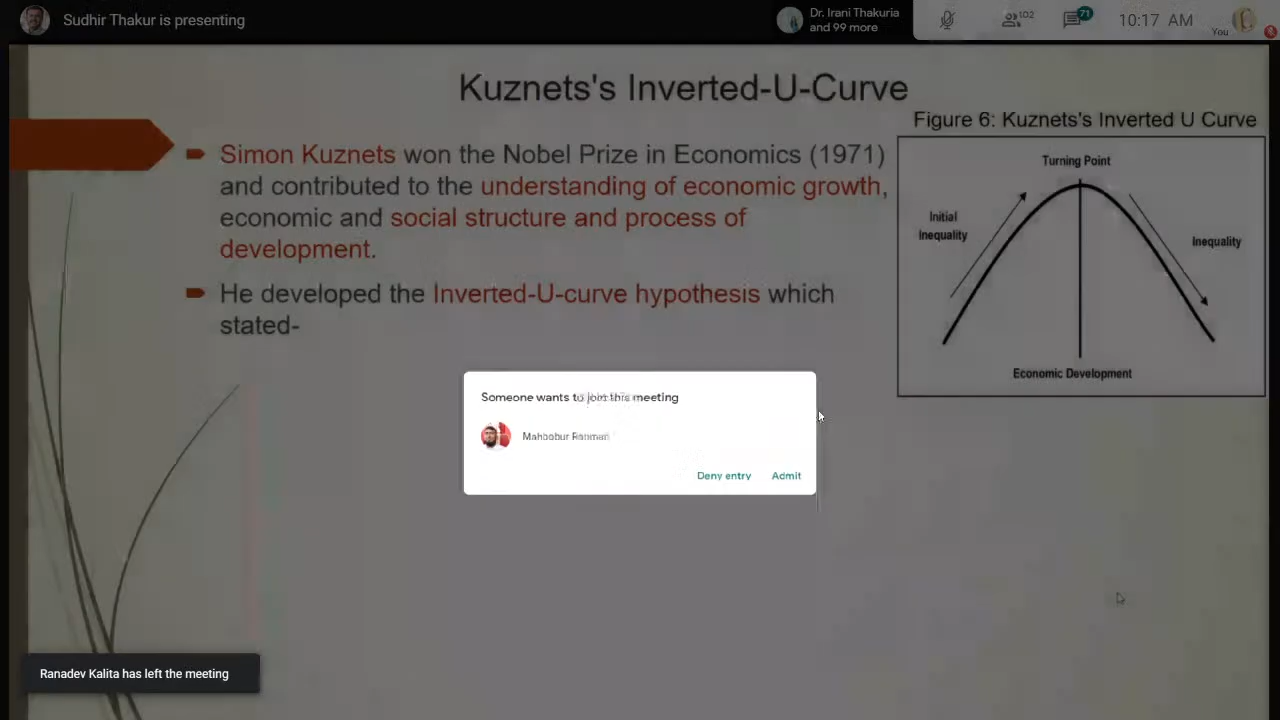 Sudhir Thakur is presenting
Dr. Irani Thakuria
and 99 more
102
71
10:17 AM
You
Kuznets's Inverted-U-Curve
Figure 6: Kuznets's Inverted U Curve
Simon Kuznets won the Nobel Prize in Economics (1971)
and contributed to the understanding of economic growth,
economic and social structure and process of
development.
He developed the Inverted-U-curve hypothesis which
stated-
Turning Point
Initial
Inequality
Inequality
Economic Development
Someone wants to join this meeting
Mahbubur Rahman
Deny entry
Admit
Ranadev Kalita has left the meeting